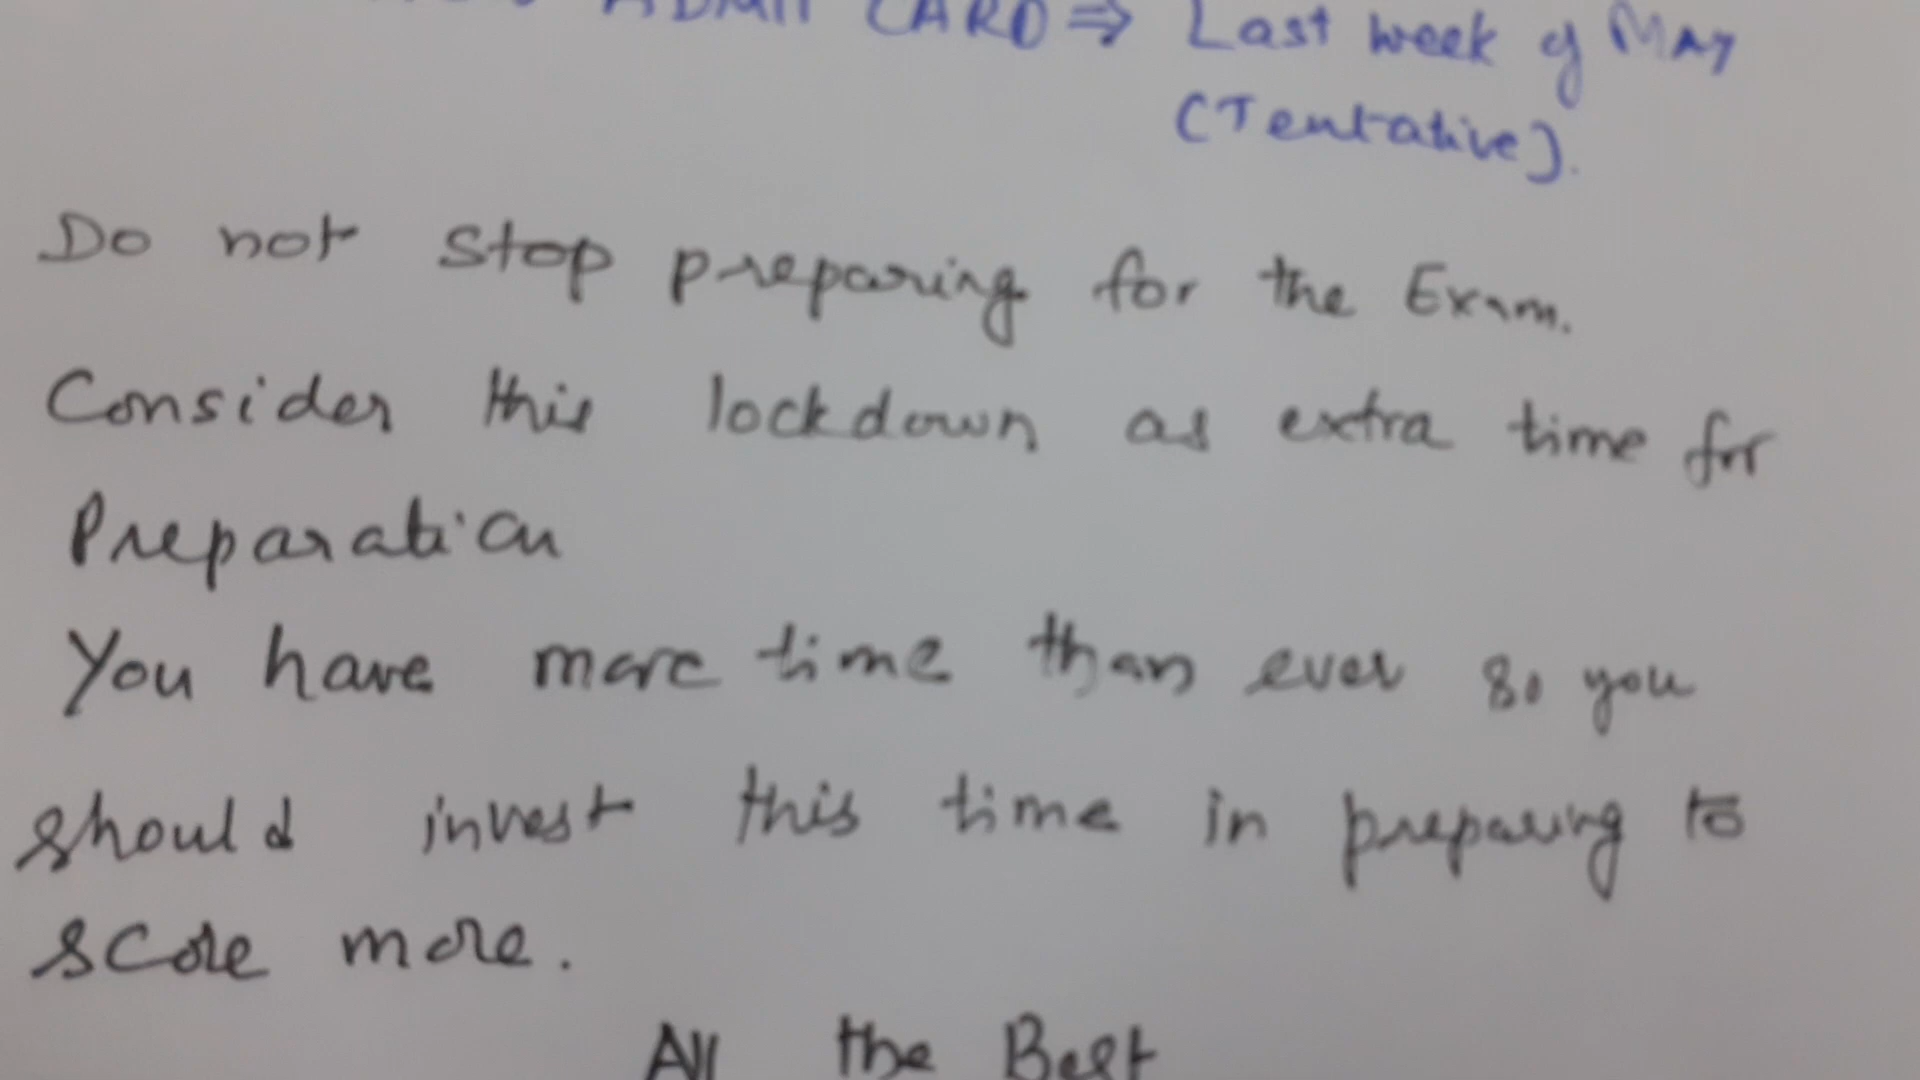 ADMIT CARD ⇒ Last week of May
(Tentative).
Do not stop preparing for the Exam.
Consider this lockdown as extra time for
Preparation
You have more time than ever so you
should invest this time in preparing to
score more.
All the Best